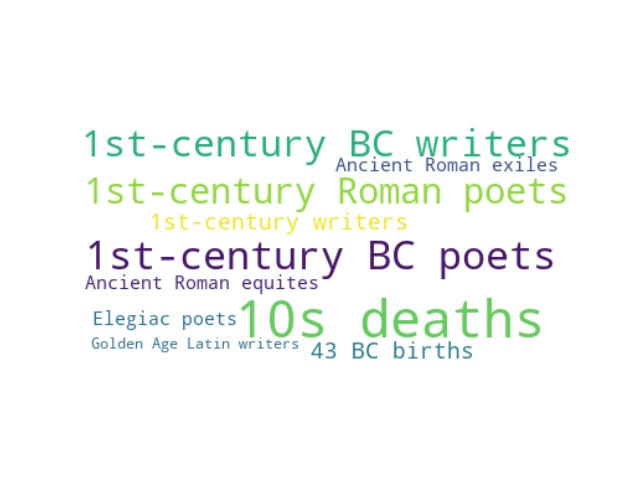 1st-century BC writers
Ancient Roman exiles
1st-century Roman poets
1st-century writers
1st-century BC poets
Ancient Roman equites
10s deaths
Elegiac poets
Golden Age Latin writers
43 BC births